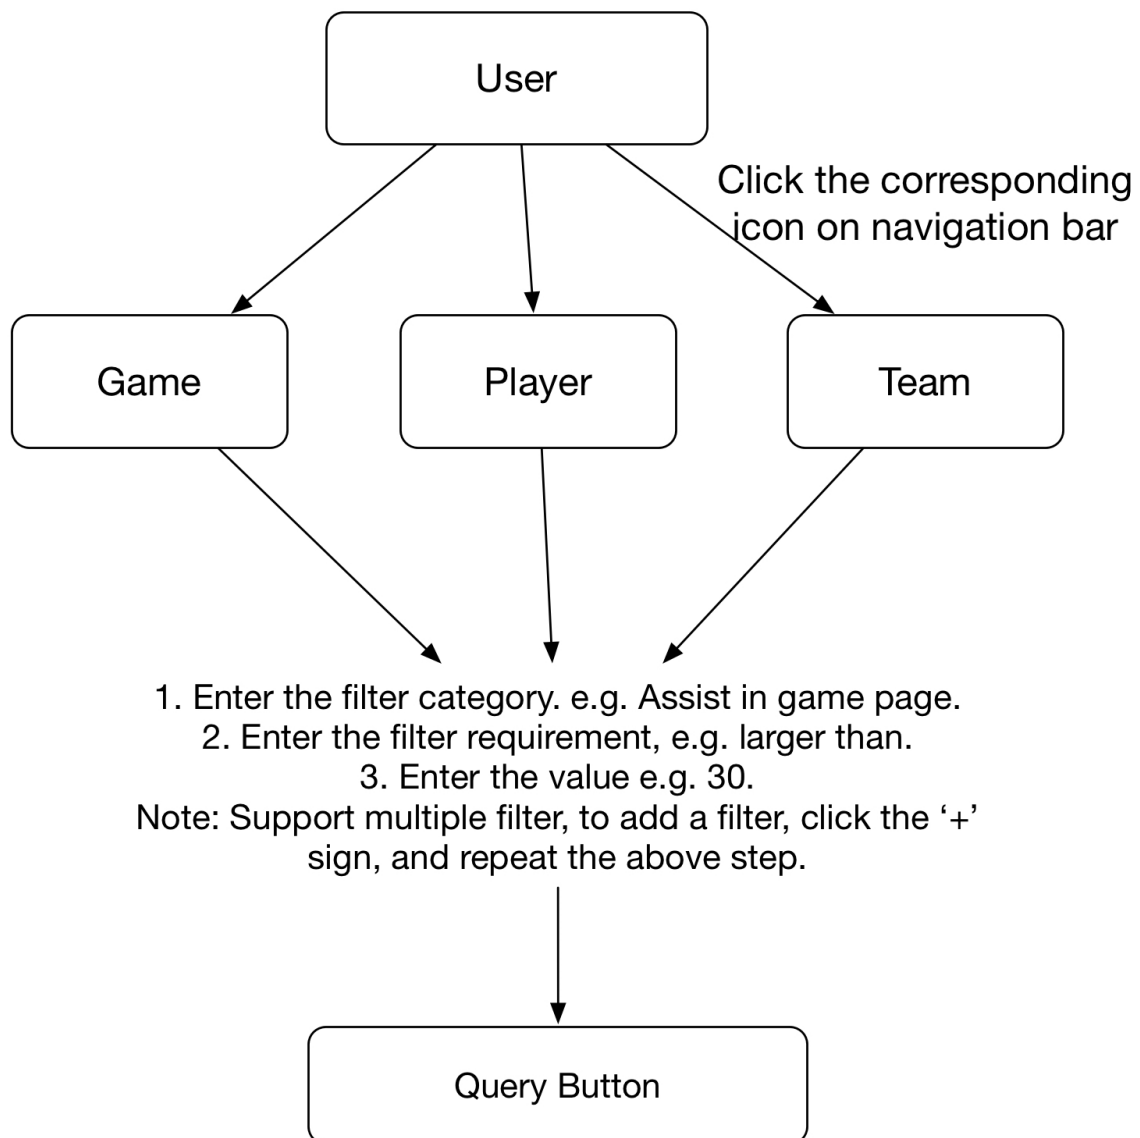 User
Click the corresponding
icon on navigation bar
Game
Player
Team
1. Enter the filter category. e.g. Assist in game page.
2. Enter the filter requirement, e.g. larger than.
3. Enter the value e.g. 30.
Note: Support multiple filter, to add a filter, click the ‘+’
sign, and repeat the above step.
Query Button